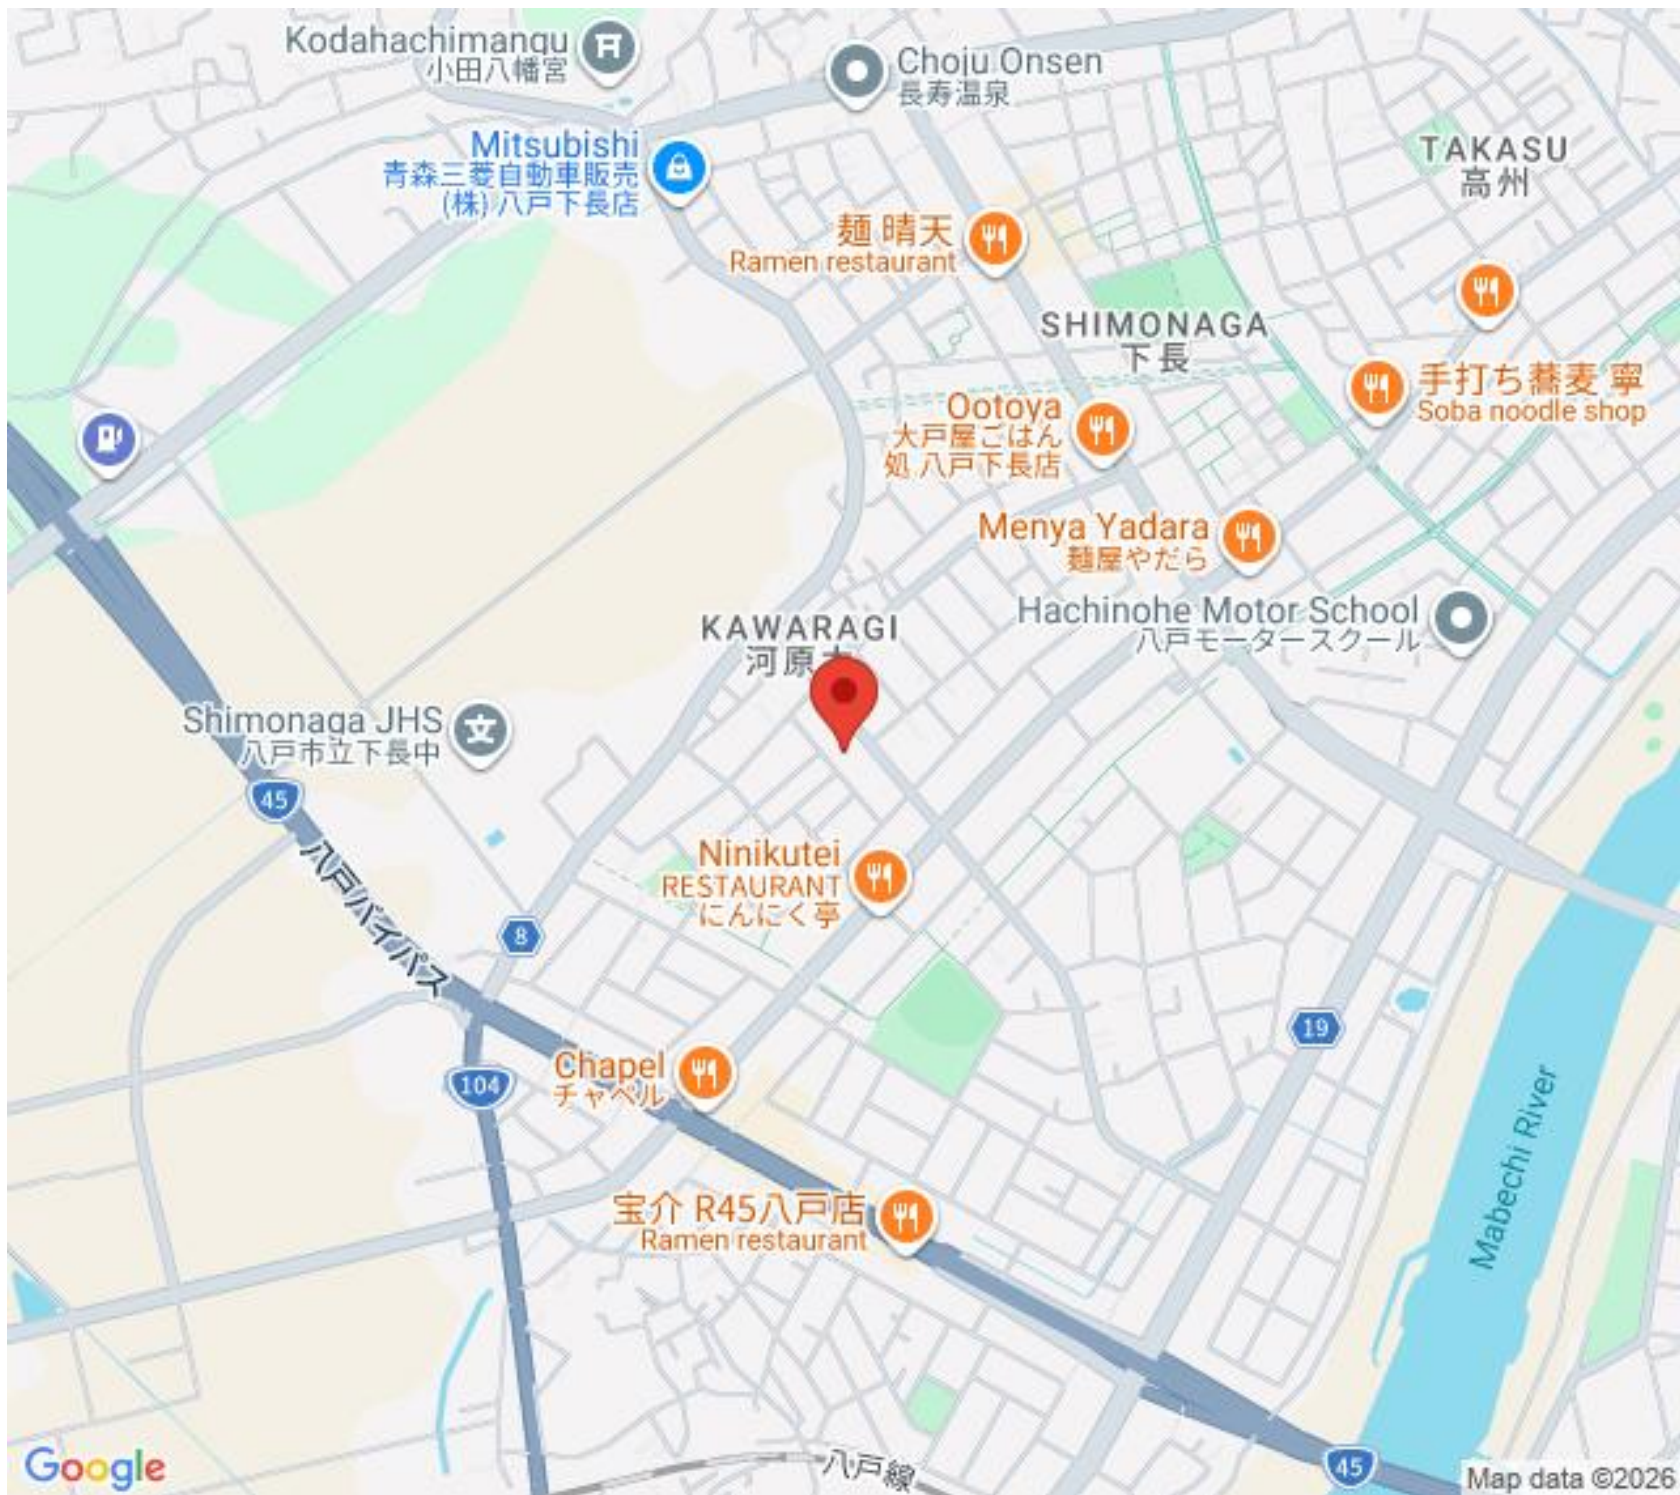 Kodahachimangu
小田八幡宮
Choju Onsen
長寿温泉
Mitsubishi
青森三菱自動車販売
(株) 八戸下長店
TAKASU
高州
麺 晴天
Ramen restaurant
SHIMONAGA
下長
手打ち蕎麦 寧
Soba noodle shop
Ootoya
大戸屋ごはん
処 八戸下長店
Menya Yadara
麺屋やだら
Hachinohe Motor School
八戸モータースクール
KAWARAGI
河原木
Shimonaga JHS
八戸市立下長中
45
八戸バイパス
Ninikutei
RESTAURANT
にんにく亭
8
19
104
Chapel
チャペル
Mabechi River
宝介 R45八戸店
Ramen restaurant
八戸線
45
Google
Map data ©2026